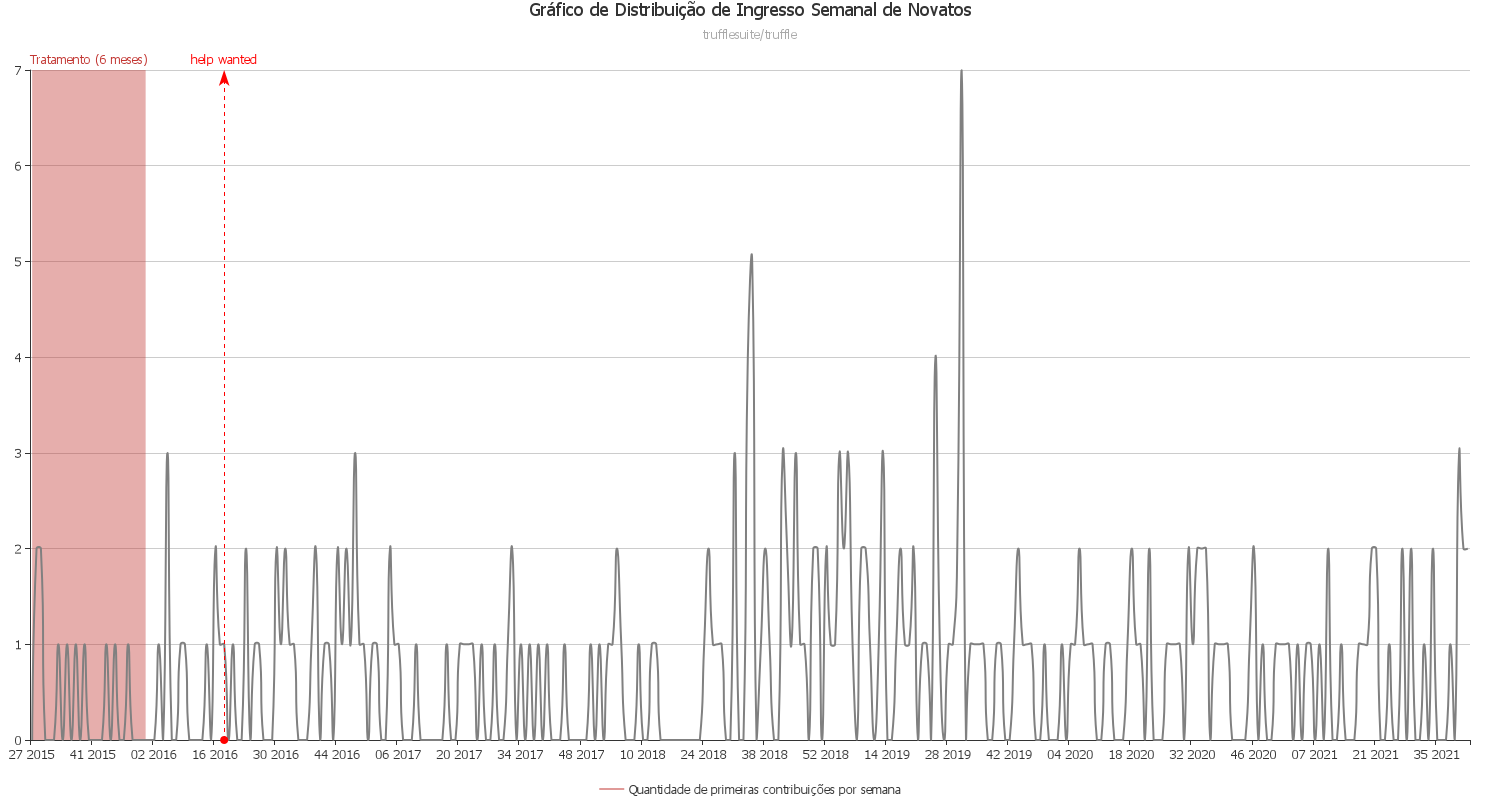 Gráfico de Distribuição de Ingresso Semanal de Novatos
trufflesuite/truffle
Tratamento (6 meses) help wanted
7
6
5
4
3
2
1
0
27 2015 41 2015 02 2016 16 2016 30 2016 44 2016 06 2017 20 2017 34 2017 48 2017 10 2018 24 2018 38 2018 52 2018 14 2019 28 2019 42 2019 04 2020 18 2020 32 2020 46 2020 07 2021 21 2021 35 2021
Quantidade de primeiras contribuições por semana